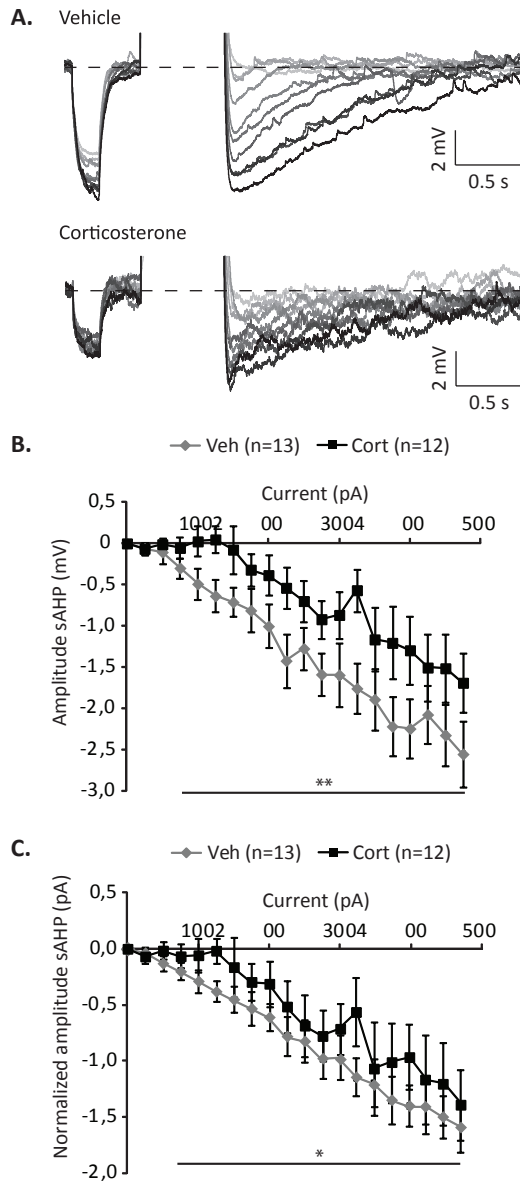 A.
Vehicle
2 mV
0.5 s
Corticosterone
2 mV
0.5 s
B.
Veh (n=13) Cort (n=12)
Current (pA)
1002 00 3004 00 500
0,5
0
-0,5
-1,0
-1,5
-2,0
-2,5
-3,0
Amplitude sAHP (mV)
**
C.
Veh (n=13) Cort (n=12)
Current (pA)
1002 00 3004 00 500
0,5
0,0
-0,5
-1,0
-1,5
-2,0
Normalized amplitude sAHP (pA)
*